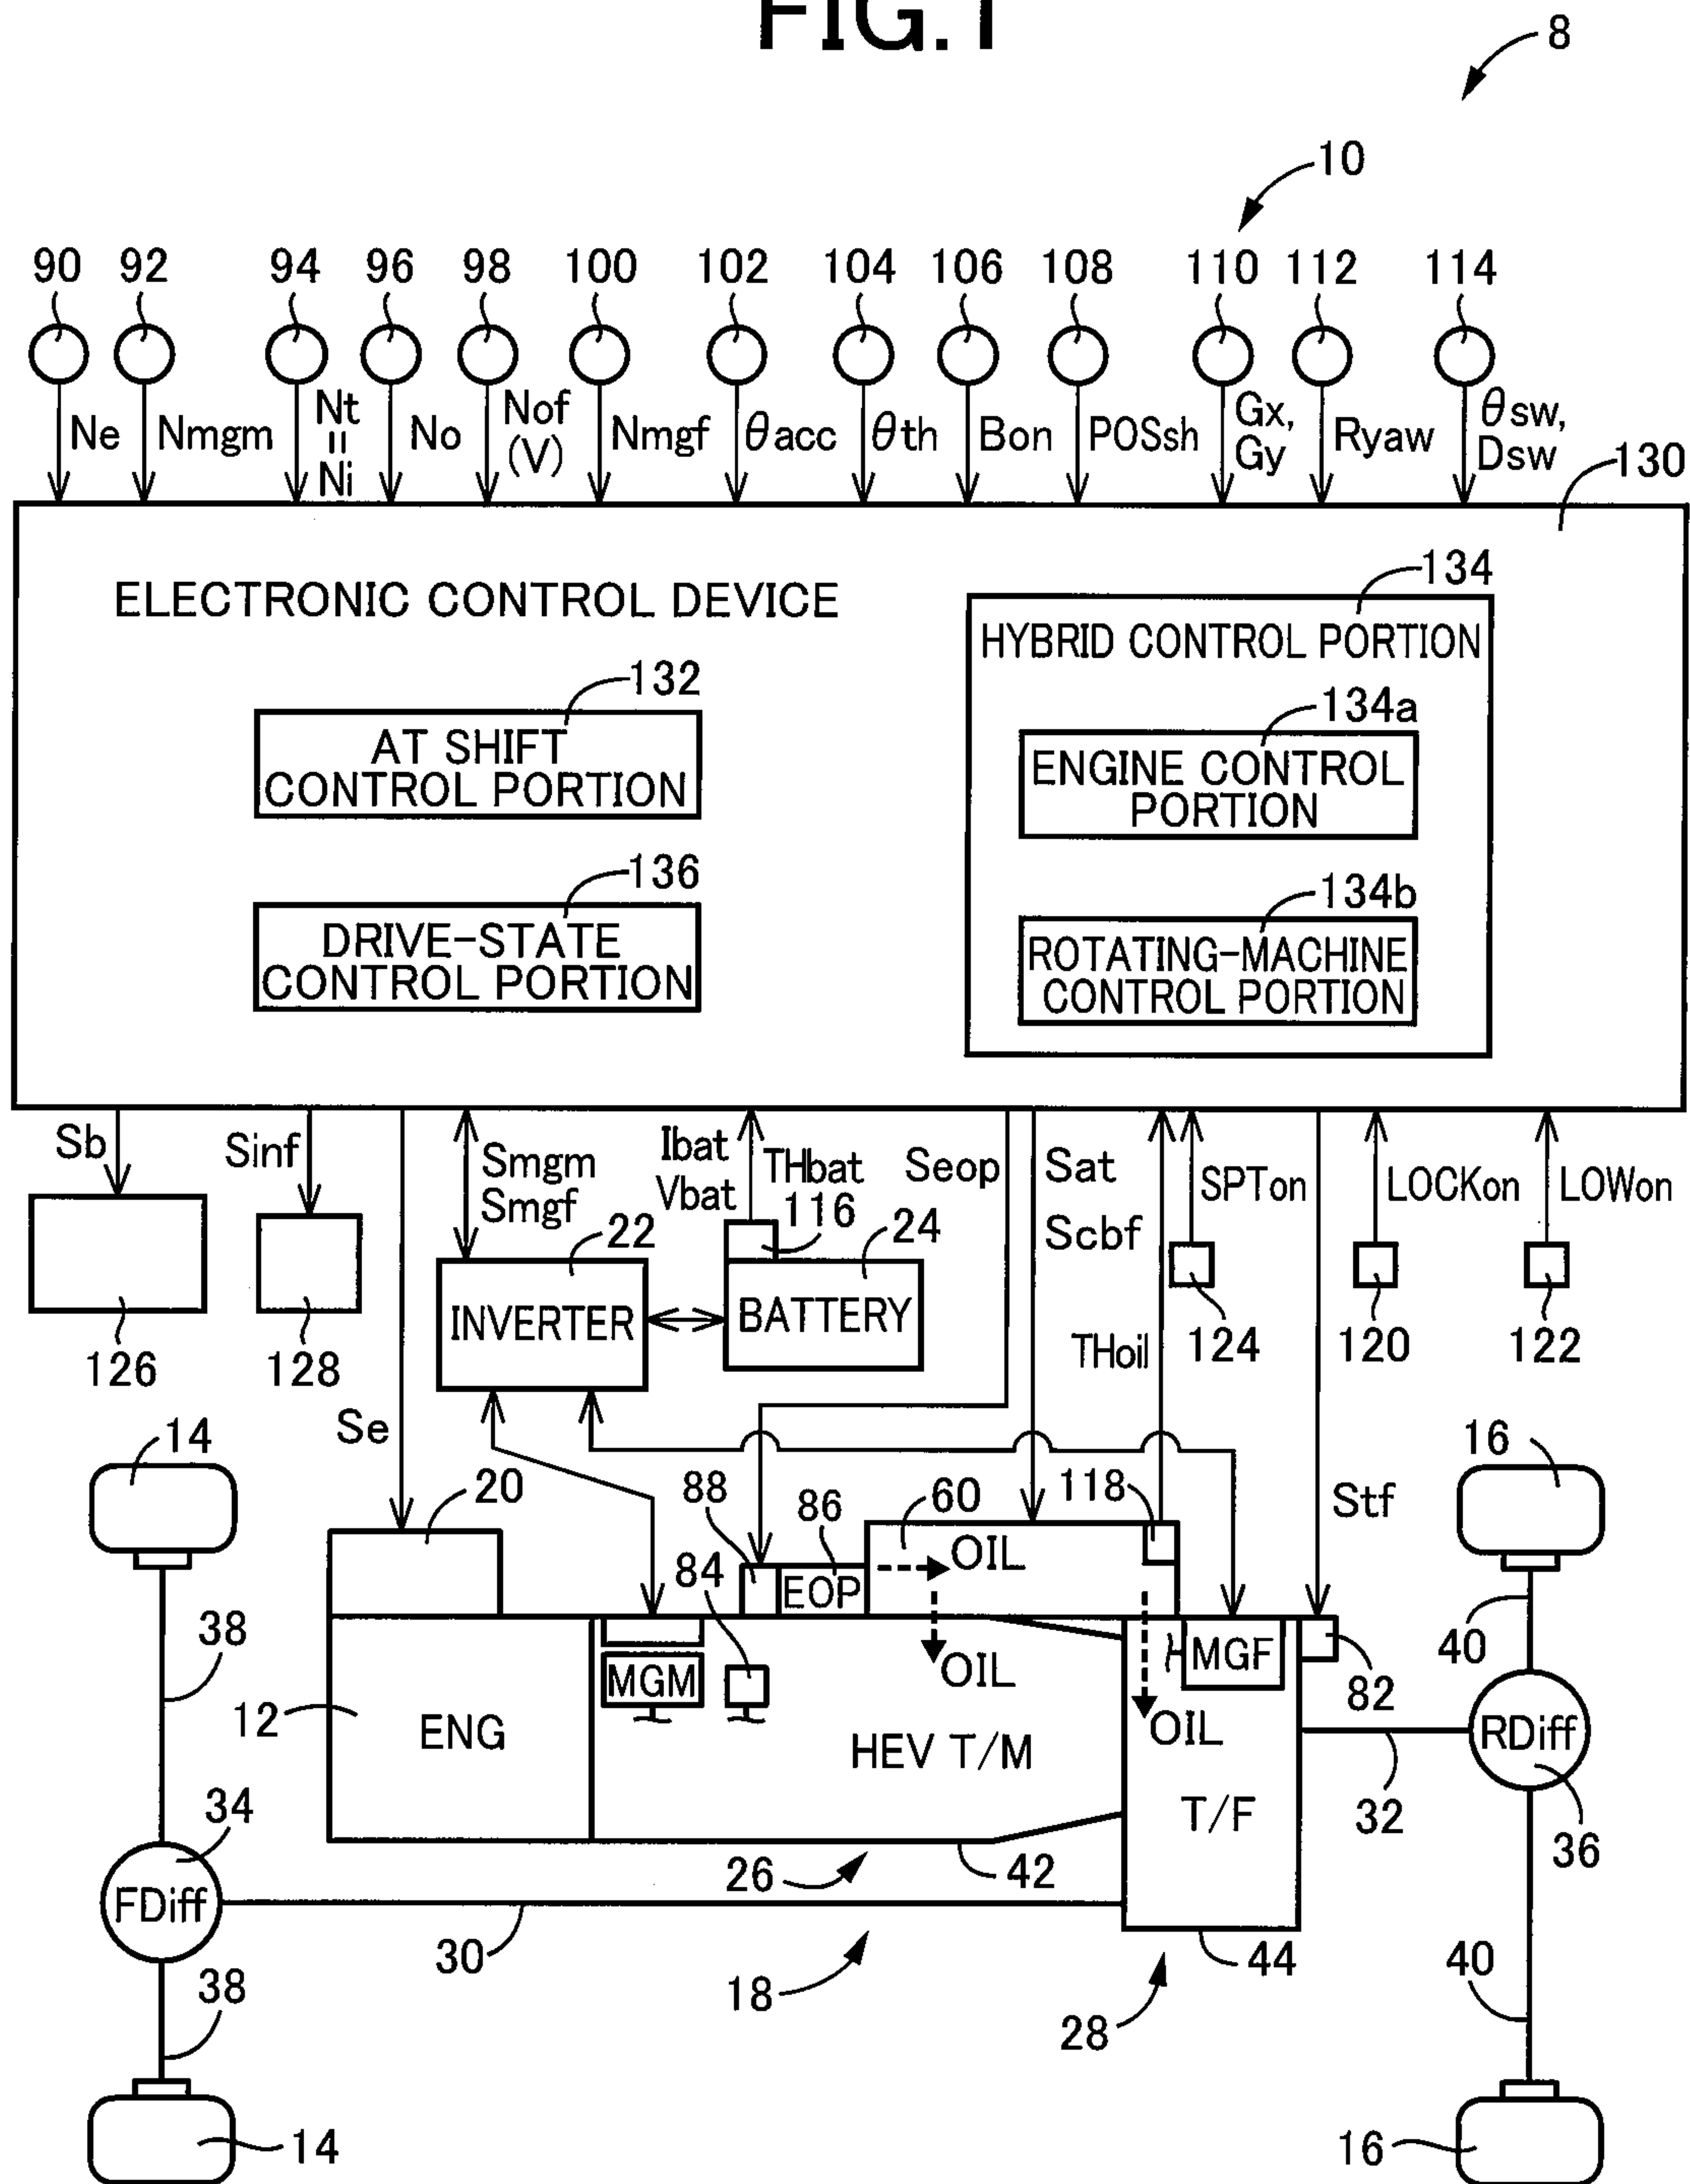 FIG.1
8
10
90 92 94 96 98 100 102 104 106 108 110 112 114
Ne Nmgm Nt = Ni No Nof (V) Nmgf θacc θth Bon POSsh Gx, Gy Ryaw θsw, Dsw
130
ELECTRONIC CONTROL DEVICE
134
HYBRID CONTROL PORTION
132
AT SHIFT
CONTROL PORTION
134a
ENGINE CONTROL
PORTION
136
DRIVE-STATE
CONTROL PORTION
134b
ROTATING-MACHINE
CONTROL PORTION
Sb Sinf Smgm Ibat THbat Seop Sat SPTon LOCKon LOWon
Smgf Vbat 116 Scbf
22 24
INVERTER BATTERY
126 128 THoil 124 120 122
Se
14 16
20 88 86 60 118 Stf
OIL
84 EOP
38 MGM OIL MGF 40
82
12 ENG HEV T/M OIL RDiff
34 T/F 32 36
26 42
FDiff
30 44
38 18 28 40
14 16